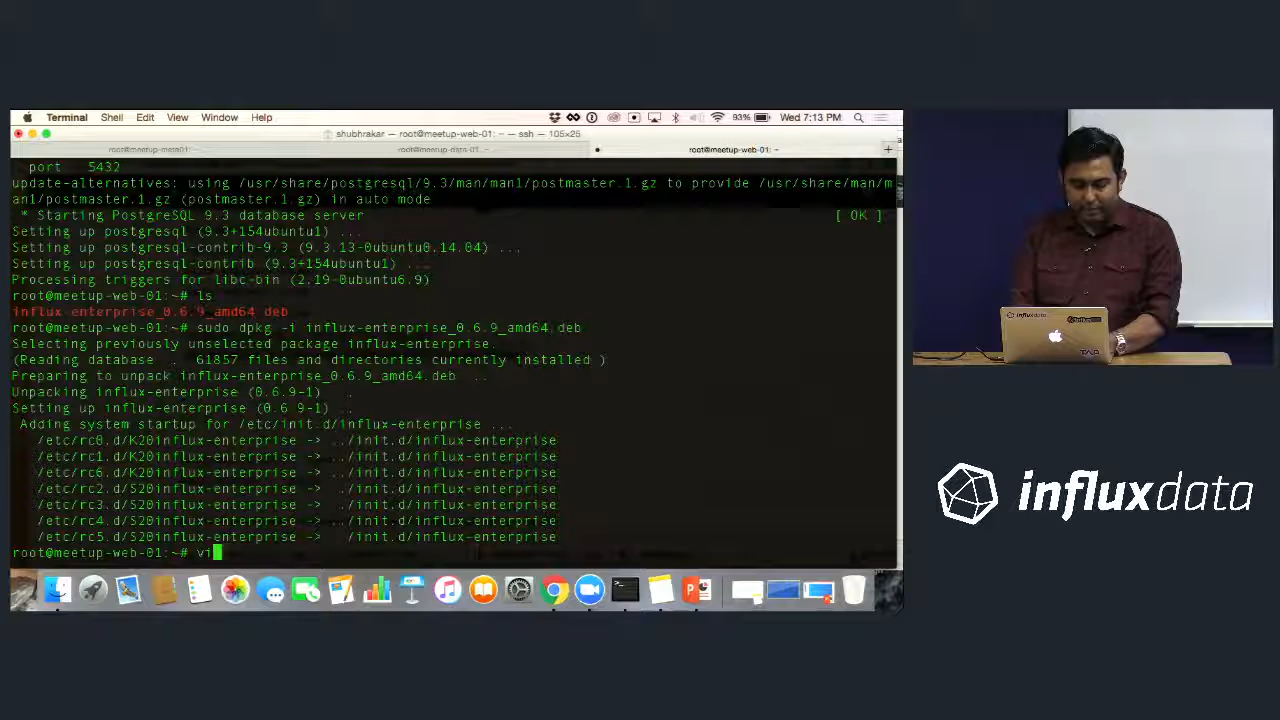 Terminal Shell Edit View Window Help
93% Wed 7:13 PM
shubhrakar — root@meetup-web-01: ~ — ssh — 105x25
root@meetup-meta01: ~ root@meetup-data-01: ~ root@meetup-web-01: ~
port 5432
update-alternatives: using /usr/share/postgresql/9.3/man/man1/postmaster.1.gz to provide /usr/share/man/m
an1/postmaster.1.gz (postmaster.1.gz) in auto mode
* Starting PostgreSQL 9.3 database server [ OK ]
Setting up postgresql (9.3+154ubuntu1) ...
Setting up postgresql-contrib-9.3 (9.3.13-0ubuntu0.14.04) ...
Setting up postgresql-contrib (9.3+154ubuntu1) ...
Processing triggers for libc-bin (2.19-0ubuntu6.9) ...
root@meetup-web-01:~# ls
influx-enterprise_0.6.9_amd64.deb
root@meetup-web-01:~# sudo dpkg -i influx-enterprise_0.6.9_amd64.deb
Selecting previously unselected package influx-enterprise.
(Reading database ... 61857 files and directories currently installed.)
Preparing to unpack influx-enterprise_0.6.9_amd64.deb ...
Unpacking influx-enterprise (0.6.9-1) ...
Setting up influx-enterprise (0.6.9-1) ...
Adding system startup for /etc/init.d/influx-enterprise ...
/etc/rc0.d/K20influx-enterprise -> ../init.d/influx-enterprise
/etc/rc1.d/K20influx-enterprise -> ../init.d/influx-enterprise
/etc/rc6.d/K20influx-enterprise -> ../init.d/influx-enterprise
/etc/rc2.d/S20influx-enterprise -> ../init.d/influx-enterprise
/etc/rc3.d/S20influx-enterprise -> ../init.d/influx-enterprise
/etc/rc4.d/S20influx-enterprise -> ../init.d/influx-enterprise
/etc/rc5.d/S20influx-enterprise -> ../init.d/influx-enterprise
root@meetup-web-01:~# vi
influxdata